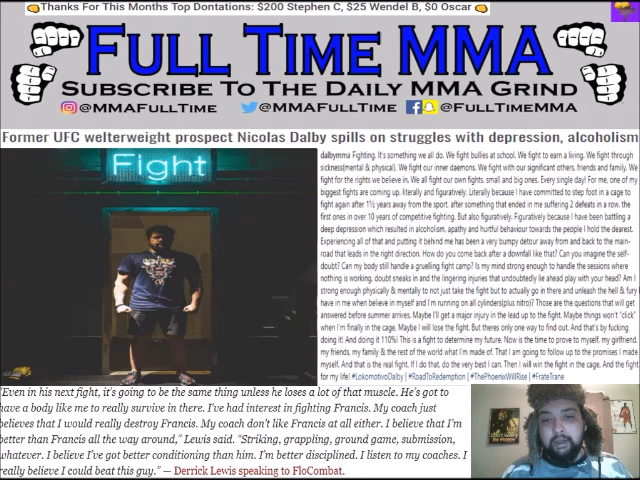 Thanks For This Months Top Dontations: $200 Stephen C, $25 Wendel B, $0 Oscar
FULL TIME MMA
SUBSCRIBE TO THE DAILY MMA GRIND
@MMAFULLTIME @MMAFULLTIME @FULLTIMEMMA
Former UFC welterweight prospect Nicolas Dalby spills on struggles with depression, alcoholism
Fight
dalbymma Fighting. It's something we all do. We fight bullies at school. We fight to earn a living. We fight through
sickness(mental & physical). We fight our inner daemons. We fight with our significant others. friends and family. We
fight for the rights we believe in. We all fight our own fights, small and big ones. Every single day! For me, one of my
biggest fights are coming up, literally and figuratively. Literally because I have committed to step foot in a cage to
fight again after 1½ years away from the sport. after something that ended in me suffering 2 defeats in a row, the
first ones in over 10 years of competitive fighting. But also figuratively. Figuratively because I have been battling a
deep depression which resulted in alcoholism, apathy and hurtful behaviour towards the people I hold the dearest.
Experiencing all of that and putting it behind me has been a very bumpy detour away from and back to the main-
road that leads in the right direction. How do you come back after a downfall like that? Can you imagine the self-
doubt? Can my body still handle a gruelling fight camp? Is my mind strong enough to handle the sessions where
nothing is working, doubt sneaks in and the lingering injuries that undoubtedly lie ahead play with your head? Am I
strong enough physically & mentally to not just take the fight but to actually go in there and unleash the hell & fury I
have in me when believe in myself and I'm running on all cylinders(plus nitro)? Those are the questions that will get
answered before summer arrives. Maybe I'll get a major injury in the lead up to the fight. Maybe things won't "click"
when I'm finally in the cage. Maybe I will lose the fight. But theres only one way to find out. And that's by fucking
doing it! And doing it 110%! This is a fight to determine my future. Now is the time to prove to myself, my girlfriend,
my friends, my family & the rest of the world what I'm made of. That I am going to follow up to the promises I made
myself. And that is the real fight. If I do that, do the very best I can. Then I will win the fight in the cage. And the fight
for my life! #LokomotivoDalby | #RoadToRedemption | #ThePhoenixWillRise | #FrateTrane
"Even in his next fight, it's going to be the same thing unless he loses a lot of that muscle. He's got to
have a body like me to really survive in there. I've had interest in fighting Francis. My coach just
believes that I would really destroy Francis. My coach don't like Francis at all either. I believe that I'm
better than Francis all the way around," Lewis said. "Striking, grappling, ground game, submission,
whatever. I believe I've got better conditioning than him. I'm better disciplined. I listen to my coaches. I
really believe I could beat this guy." — Derrick Lewis speaking to FloCombat.